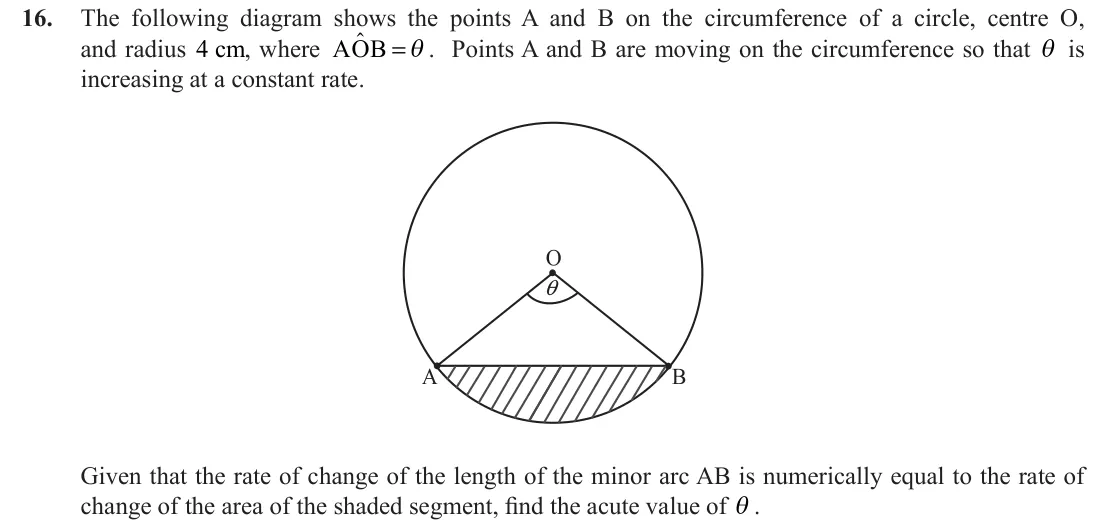 16. The following diagram shows the points A and B on the circumference of a circle, centre O,
and radius 4 cm, where AÔB = θ. Points A and B are moving on the circumference so that θ is
increasing at a constant rate.
O
θ
A
B
Given that the rate of change of the length of the minor arc AB is numerically equal to the rate of
change of the area of the shaded segment, find the acute value of θ.